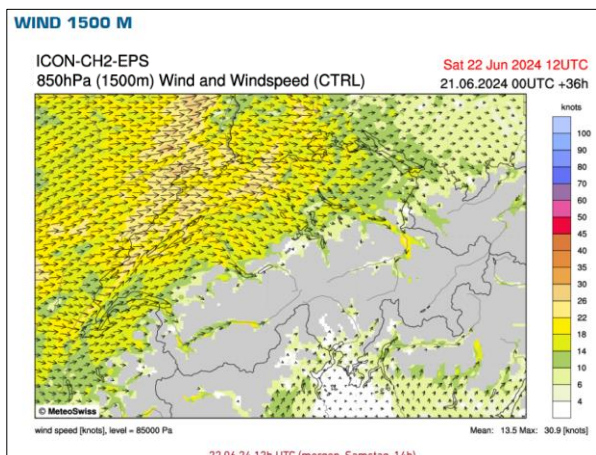 WIND 1500 M
ICON-CH2-EPS
Sat 22 Jun 2024 12UTC
850hPa (1500m) Wind and Windspeed (CTRL)
21.06.2024 00UTC +36h
knots
100
90
80
70
60
50
45
40
35
30
26
22
18
14
10
6
4
© MeteoSwiss
wind speed [knots], level = 85000 Pa
Mean: 13.5 Max: 30.9 [knots]